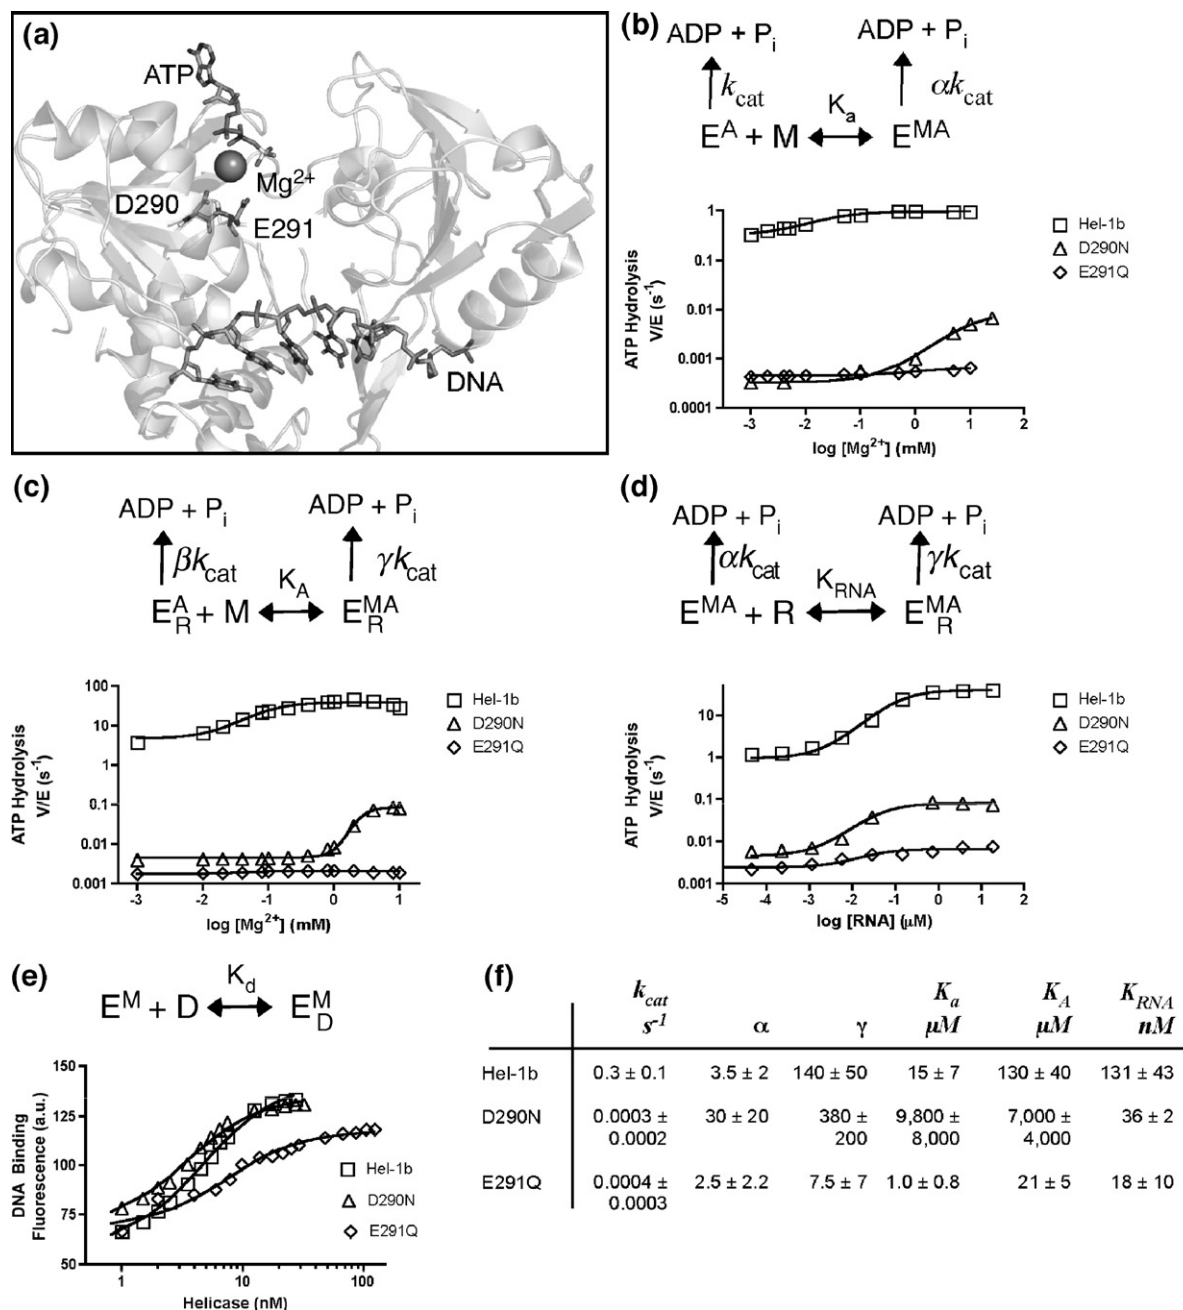 (a)
ATP
Mg2+
D290
E291
DNA
(b)
ADP + Pi ADP + Pi
kcat αkcat
Ka
EA + M EMA
ATP Hydrolysis
V/E (s-1)
1
0.1
0.01
0.001
0.0001
-3 -2 -1 0 1 2
log [Mg2+] (mM)
Hel-1b
D290N
E291Q
(c)
ADP + Pi ADP + Pi
βkcat γkcat
KA
EAR + M EMAR
ATP Hydrolysis
V/E (s-1)
100
10
1
0.1
0.01
0.001
-3 -2 -1 0 1
log [Mg2+] (mM)
Hel-1b
D290N
E291Q
(d)
ADP + Pi ADP + Pi
αkcat γkcat
KRNA
EMA + R EMAR
ATP Hydrolysis
V/E (s-1)
10
1
0.1
0.01
0.001
-5 -4 -3 -2 -1 0 1 2
log [RNA] (μM)
Hel-1b
D290N
E291Q
(e)
Kd
EM + D EMD
DNA Binding
Fluorescence (a.u.)
150
125
100
75
50
1 10 100
Helicase (nM)
Hel-1b
D290N
E291Q
(f)
kcat Ka KA KRNA
s-1 α γ μM μM nM
Hel-1b 0.3 ± 0.1 3.5 ± 2 140 ± 50 15 ± 7 130 ± 40 131 ± 43
D290N 0.0003 ± 30 ± 20 380 ± 9,800 ± 7,000 ± 36 ± 2
0.0002 200 8,000 4,000
E291Q 0.0004 ± 2.5 ± 2.2 7.5 ± 7 1.0 ± 0.8 21 ± 5 18 ± 10
0.0003